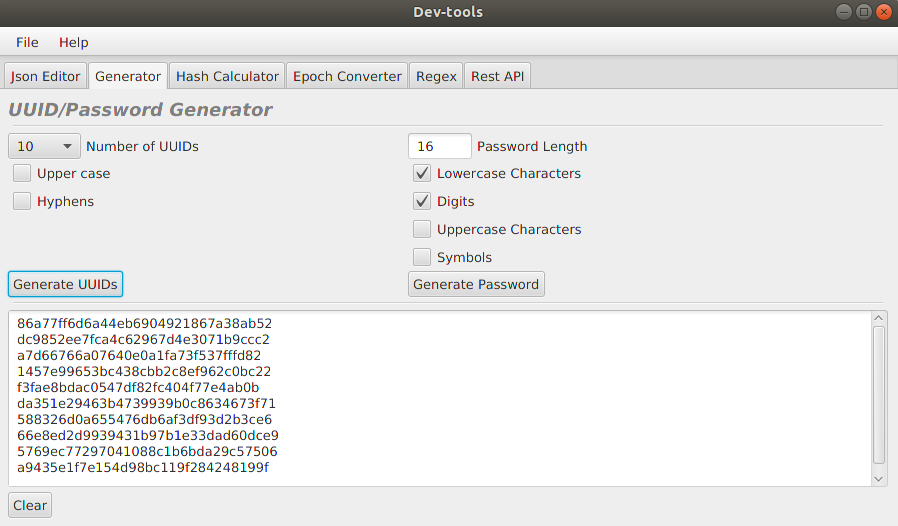 Dev-tools
File Help
Json Editor Generator Hash Calculator Epoch Converter Regex Rest API
UUID/Password Generator
10 Number of UUIDs 16 Password Length
Upper case Lowercase Characters
Hyphens Digits
Uppercase Characters
Symbols
Generate UUIDs Generate Password
86a77ff6d6a44eb6904921867a38ab52
dc9852ee7fca4c62967d4e3071b9ccc2
a7d66766a07640e0a1fa73f537fffd82
1457e99653bc438cbb2c8ef962c0bc22
f3fae8bdac0547df82fc404f77e4ab0b
da351e29463b4739939b0c8634673f71
588326d0a655476db6af3df93d2b3ce6
66e8ed2d9939431b97b1e33dad60dce9
5769ec77297041088c1b6bda29c57506
a9435e1f7e154d98bc119f284248199f
Clear